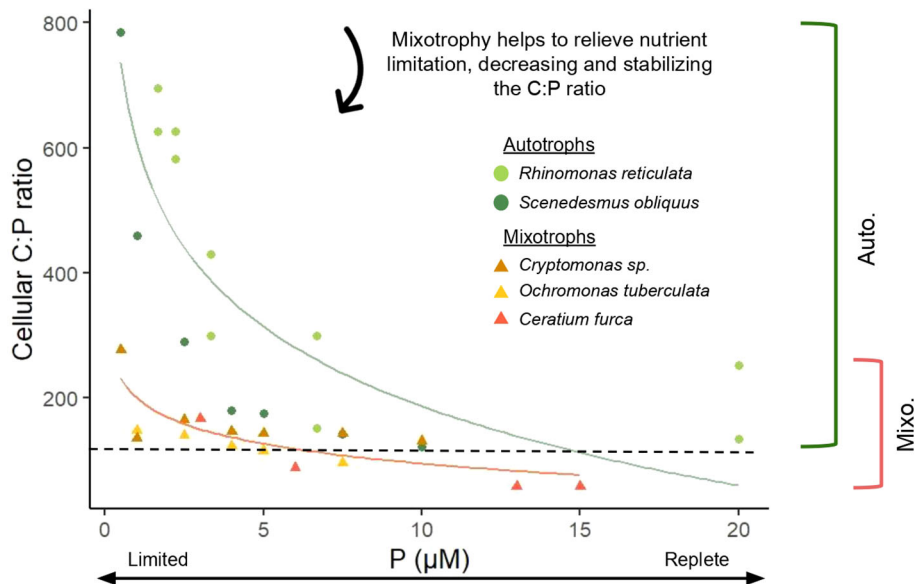 Mixotrophy helps to relieve nutrient
limitation, decreasing and stabilizing
the C:P ratio
Autotrophs
Rhinomonas reticulata
Scenedesmus obliquus
Mixotrophs
Cryptomonas sp.
Ochromonas tuberculata
Ceratium furca
Cellular C:P ratio
800
600
400
200
Auto.
Mixo.
0 5 10 15 20
Limited P (µM) Replete